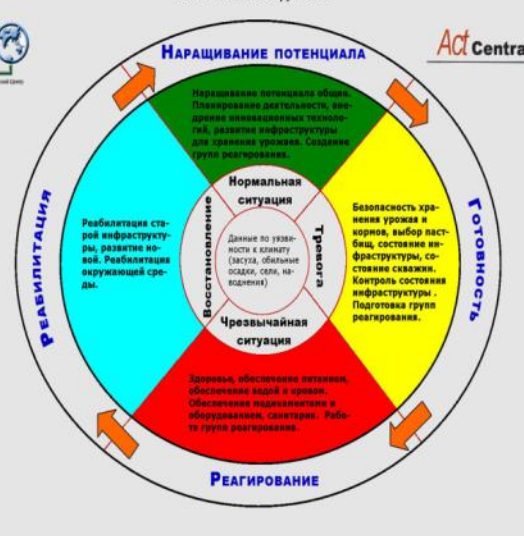 Act Centra
НАРАЩИВАНИЕ ПОТЕНЦИАЛА
Наращивание потенциала общин.
Планирование деятельности, вне-
дрение инновационных техноло-
гий, развитие инфраструктуры
для хранения урожаев. Создание
групп реагирования.
ГОТОВНОСТЬ
Безопасность хра-
нения урожая и
кормов, выбор паст-
бищ, состояние ин-
фраструктуры, со-
стояние скважин.
Контроль состояния
инфраструктуры .
Подготовка групп
реагирования.
РЕАГИРОВАНИЕ
Здоровье, обеспечение питанием,
обеспечение водой и кровом.
Обеспечение медикаментами и
оборудованием, санитария. Рабо-
та групп реагирования.
РЕАБИЛИТАЦИЯ
Реабилитация ста-
рой инфраструкту-
ры, развитие но-
вой. Реабилитация
окружающей сре-
ды.
Нормальная
ситуация
Тревога
Чрезвычайная
ситуация
Восстановление
Данные по уязви-
мости к климату
(засуха, обильные
осадки, сели, на-
воднения)